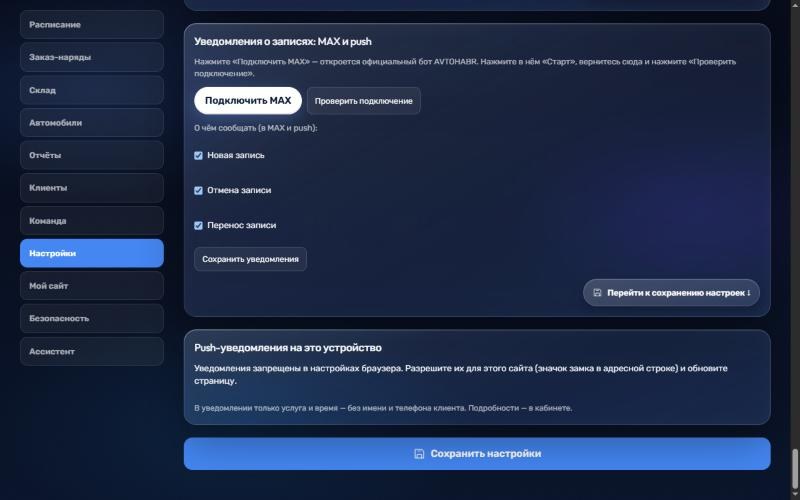 Расписание
Заказ-наряды
Склад
Автомобили
Отчёты
Клиенты
Команда
Настройки
Мой сайт
Безопасность
Ассистент
Уведомления о записях: MAX и push
Нажмите «Подключить MAX» — откроется официальный бот AVTOHABR. Нажмите в нём «Старт», вернитесь сюда и нажмите «Проверить
подключение».
Подключить MAX
Проверить подключение
О чём сообщать (в MAX и push):
Новая запись
Отмена записи
Перенос записи
Сохранить уведомления
Перейти к сохранению настроек ↓
Push-уведомления на это устройство
Уведомления запрещены в настройках браузера. Разрешите их для этого сайта (значок замка в адресной строке) и обновите
страницу.
В уведомлении только услуга и время — без имени и телефона клиента. Подробности — в кабинете.
Сохранить настройки